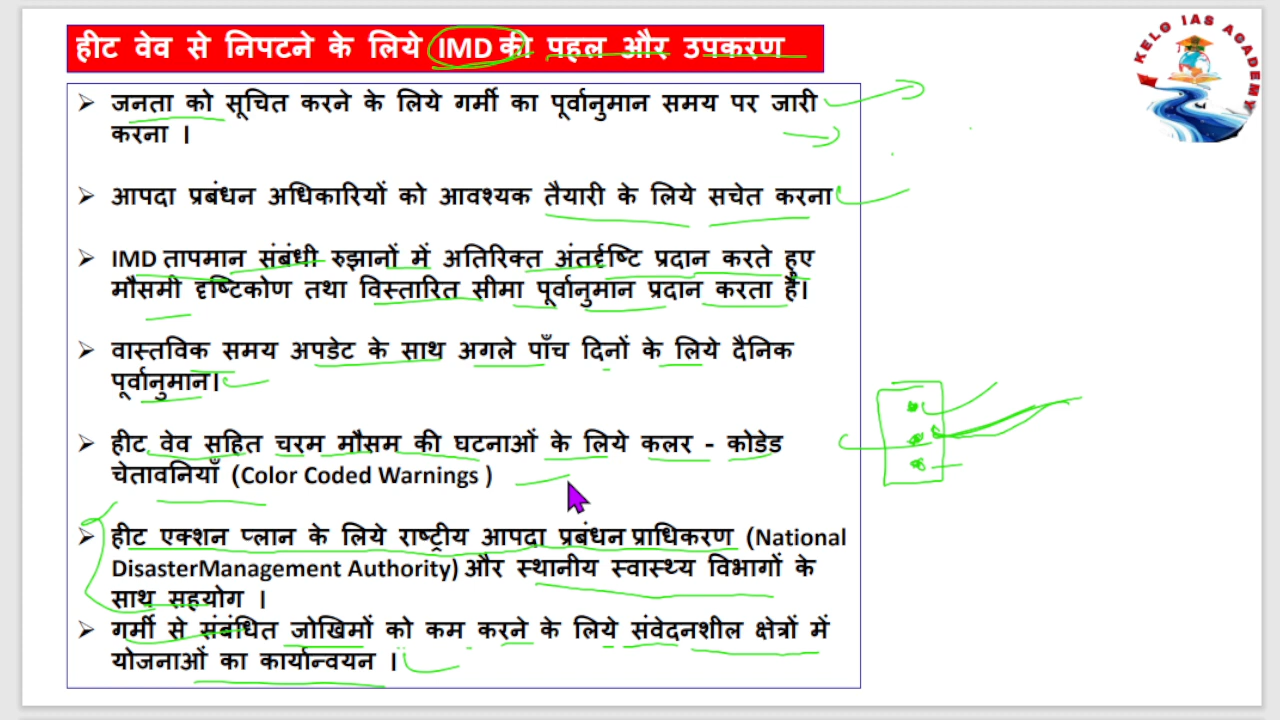 हीट वेव से निपटने के लिये IMD की पहल और उपकरण
KELO IAS ACADEMY
➢ जनता को सूचित करने के लिये गर्मी का पूर्वानुमान समय पर जारी
करना ।
➢ आपदा प्रबंधन अधिकारियों को आवश्यक तैयारी के लिये सचेत करना
➢ IMD तापमान संबंधी रुझानों में अतिरिक्त अंतर्दृष्टि प्रदान करते हुए
मौसमी दृष्टिकोण तथा विस्तारित सीमा पूर्वानुमान प्रदान करता है।
➢ वास्तविक समय अपडेट के साथ अगले पाँच दिनों के लिये दैनिक
पूर्वानुमान।
➢ हीट वेव सहित चरम मौसम की घटनाओं के लिये कलर - कोडेड
चेतावनियाँ (Color Coded Warnings )
➢ हीट एक्शन प्लान के लिये राष्ट्रीय आपदा प्रबंधन प्राधिकरण (National
DisasterManagement Authority) और स्थानीय स्वास्थ्य विभागों के
साथ सहयोग ।
➢ गर्मी से संबंधित जोखिमों को कम करने के लिये संवेदनशील क्षेत्रों में
योजनाओं का कार्यान्वयन ।